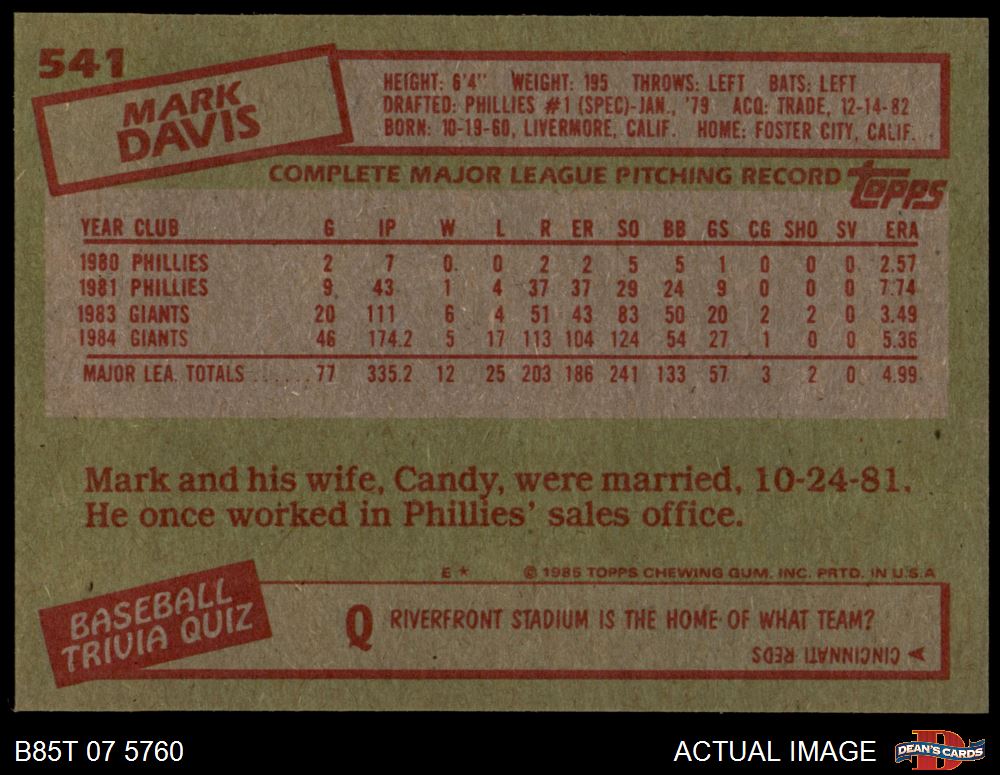 541
MARK DAVIS
HEIGHT: 6'4" WEIGHT: 195 THROWS: LEFT BATS: LEFT
DRAFTED: PHILLIES #1 (SPEC)-JAN., '79 ACQ: TRADE, 12-14-82
BORN: 10-19-60, LIVERMORE, CALIF. HOME: FOSTER CITY, CALIF.
COMPLETE MAJOR LEAGUE PITCHING RECORD topps
YEAR CLUB G IP W L R ER SO BB GS CG SHO SV ERA
1980 PHILLIES 2 7 0 0 2 2 5 5 1 0 0 0 2.57
1981 PHILLIES 9 43 1 4 37 37 29 24 9 0 0 0 7.74
1983 GIANTS 20 111 6 4 51 43 83 50 20 2 2 0 3.49
1984 GIANTS 46 174.2 5 17 113 104 124 54 27 1 0 0 5.36
MAJOR LEA. TOTALS ...... 77 335.2 12 25 203 186 241 133 57 3 2 0 4.99
Mark and his wife, Candy, were married, 10-24-81.
He once worked in Phillies' sales office.
E * © 1985 TOPPS CHEWING GUM, INC. PRTD. IN U.S.A
BASEBALL
TRIVIA QUIZ
Q RIVERFRONT STADIUM IS THE HOME OF WHAT TEAM?
CINCINNATI REDS
B85T 07 5760
ACTUAL IMAGE
D
DEAN'S CARDS